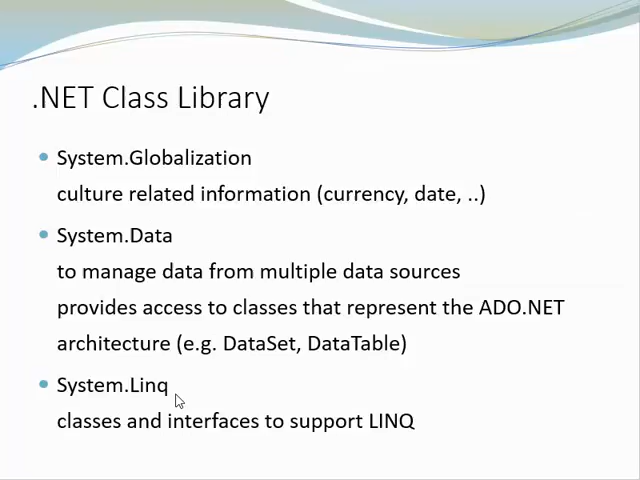 .NET Class Library
System.Globalization
culture related information (currency, date, ..)
System.Data
to manage data from multiple data sources
provides access to classes that represent the ADO.NET
architecture (e.g. DataSet, DataTable)
System.Linq
classes and interfaces to support LINQ